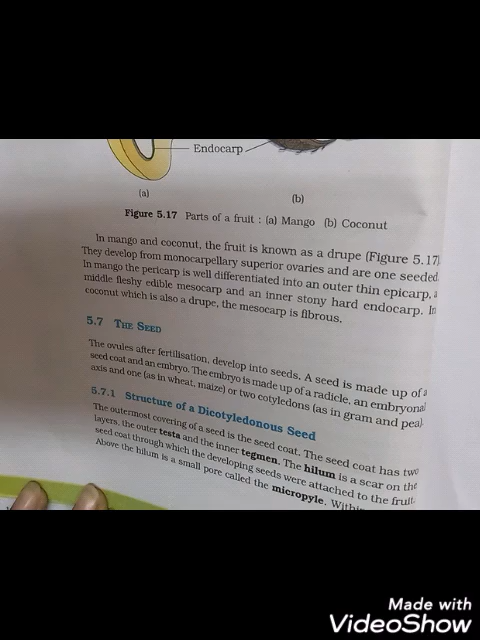 Endocarp
(a)
(b)
Figure 5.17 Parts of a fruit : (a) Mango (b) Coconut
In mango and coconut, the fruit is known as a drupe (Figure 5.17).
They develop from monocarpellary superior ovaries and are one seeded.
In mango the pericarp is well differentiated into an outer thin epicarp, a
middle fleshy edible mesocarp and an inner stony hard endocarp. In
coconut which is also a drupe, the mesocarp is fibrous.
5.7 THE SEED
The ovules after fertilisation, develop into seeds. A seed is made up of a
seed coat and an embryo. The embryo is made up of a radicle, an embryonal
axis and one (as in wheat, maize) or two cotyledons (as in gram and pea).
5.7.1 Structure of a Dicotyledonous Seed
The outermost covering of a seed is the seed coat. The seed coat has two
layers, the outer testa and the inner tegmen. The hilum is a scar on the
seed coat through which the developing seeds were attached to the fruit.
Above the hilum is a small pore called the micropyle. Within
Made with
VideoShow